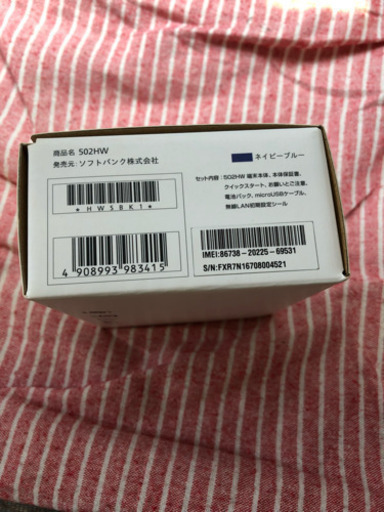 商品名 502HW
発売元: ソフトバンク株式会社
* HWSBK1 *
4 908993 983415
ネイビーブルー
セット内容: 502HW 端末本体、本体保証書、
クイックスタート、お願いとご注意、
電池パック、microUSBケーブル、
無線LAN初期設定シール
IMEI:86738-20225-69531
S/N:FXR7N16708004521